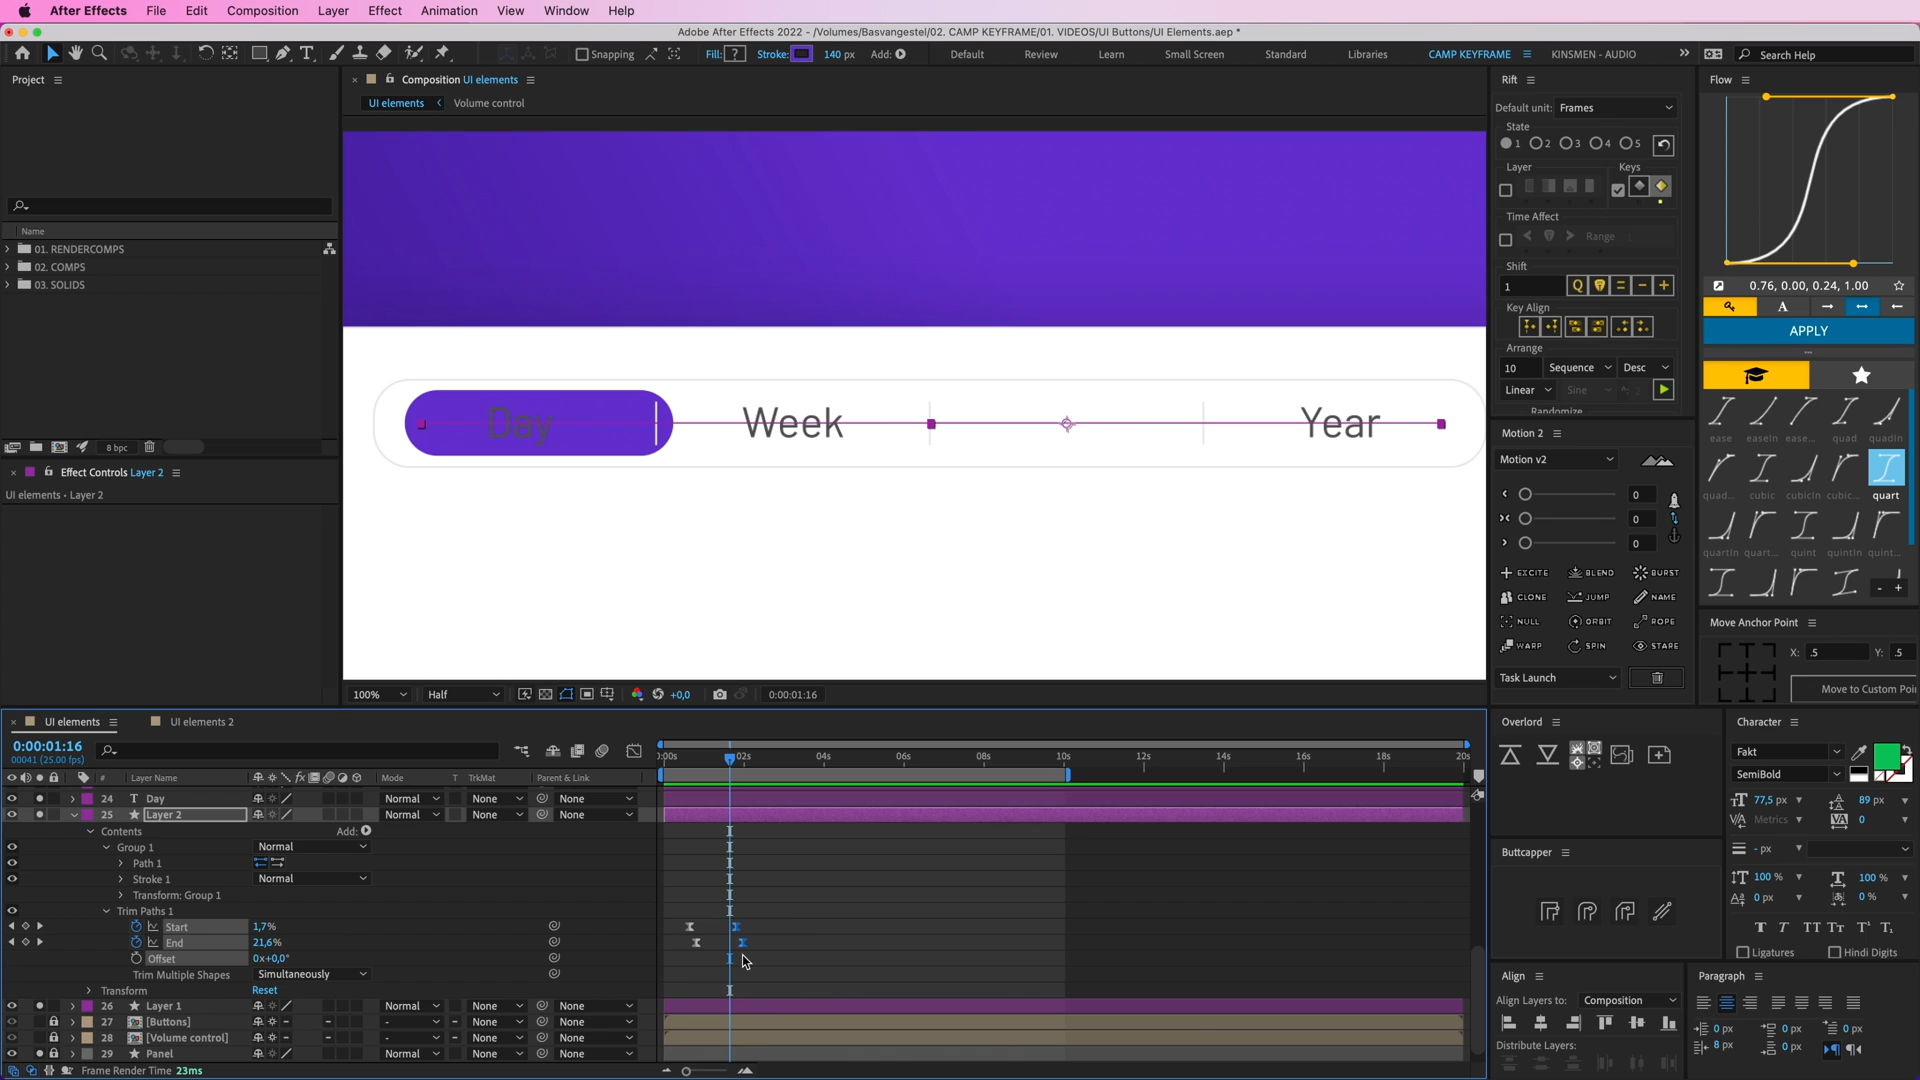 After Effects File Edit Composition Layer Effect Animation View Window Help
Adobe After Effects 2022 - /Volumes/Basvangestel/02. CAMP KEYFRAME/01. VIDEOS/UI Buttons/UI Elements.aep *
Snapping Fill: ? Stroke: 140 px Add: Default Review Learn Small Screen Standard Libraries CAMP KEYFRAME KINSMEN - AUDIO Search Help
Project
Name
01. RENDERCOMPS
02. COMPS
03. SOLIDS
8 bpc
Effect Controls Layer 2
UI elements • Layer 2
Composition UI elements
UI elements Volume control
Day Week Year
100% Half +0,0 0:00:01:16
Rift
Default unit: Frames
State
1 2 3 4 5
Layer Keys
Time Affect
Range
Shift
1 Q
Key Align
Arrange
10 Sequence Desc
Linear Sine
Randomize
Motion 2
Motion v2
0
0
0
EXCITE BLEND BURST
CLONE JUMP NAME
NULL ORBIT ROPE
WARP SPIN STARE
Task Launch
Flow
0.76, 0.00, 0.24, 1.00
A
APPLY
ease easeIn ease... quad quadIn
quad... cubic cubicIn cubic... quart
quartIn quart... quint quintIn quint...
Move Anchor Point
X: .5 Y: .5
Move to Custom Poi
UI elements UI elements 2
0:00:01:16
00041 (25.00 fps)
:00s 02s 04s 06s 08s 10s 12s 14s 16s 18s 20s
# Layer Name Mode T TrkMat Parent & Link
24 T Day Normal None None
25 Layer 2 Normal None None
Contents Add:
Group 1 Normal
Path 1
Stroke 1 Normal
Transform: Group 1
Trim Paths 1
Start 1,7%
End 21,6%
Offset 0x+0,0°
Trim Multiple Shapes Simultaneously
Transform Reset
26 Layer 1 Normal None None
27 [Buttons] - None None
28 [Volume control] - None None
29 Panel Normal None None
Frame Render Time 23ms
Overlord
Buttcapper
Align
Align Layers to: Composition
Distribute Layers:
Character
Fakt
SemiBold
77,5 px 89 px
Metrics 0
- px
100 % 100 %
0 px 0 %
Ligatures Hindi Digits
Paragraph
0 px 0 px 0 px
8 px 0 px